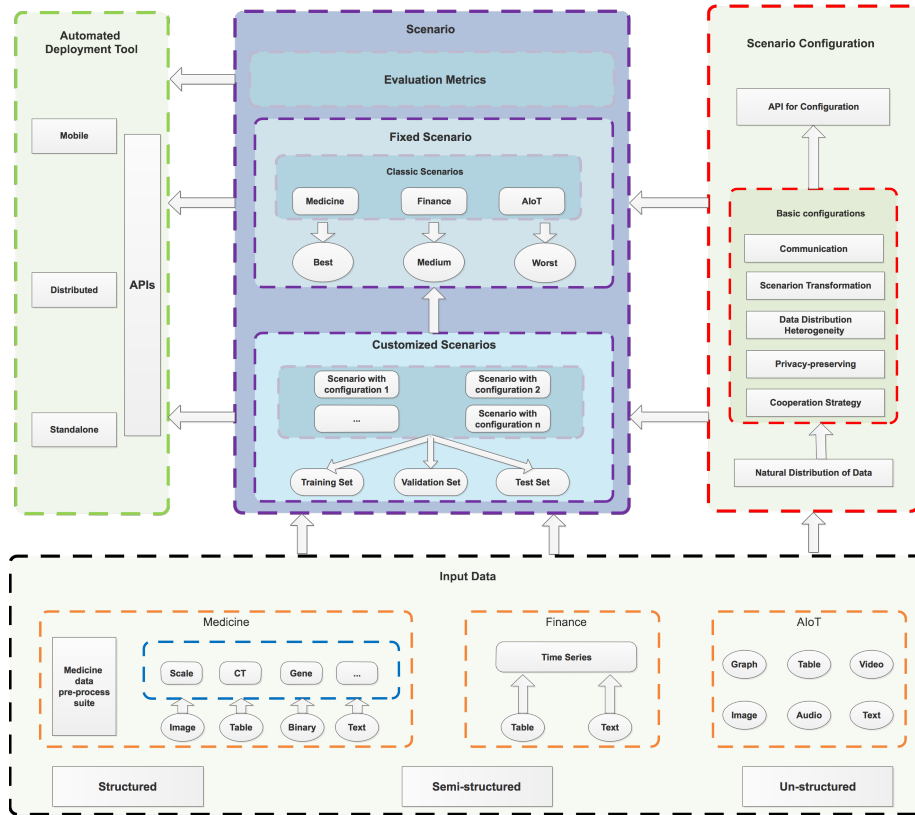 Automated
Deployment Tool
Mobile
Distributed
Standalone
APIs
Scenario
Evaluation Metrics
Fixed Scenario
Classic Scenarios
Medicine
Finance
AIoT
Best
Medium
Worst
Customized Scenarios
Scenario with
configuration 1
Scenario with
configuration 2
...
Scenario with
configuration n
Training Set
Validation Set
Test Set
Scenario Configuration
API for Configuration
Basic configurations
Communication
Scenarion Transformation
Data Distribution
Heterogeneity
Privacy-preserving
Cooperation Strategy
Natural Distribution of Data
Input Data
Medicine
Medicine
data
pre-process
suite
Scale
CT
Gene
...
Image
Table
Binary
Text
Finance
Time Series
Table
Text
AIoT
Graph
Table
Video
Image
Audio
Text
Structured
Semi-structured
Un-structured